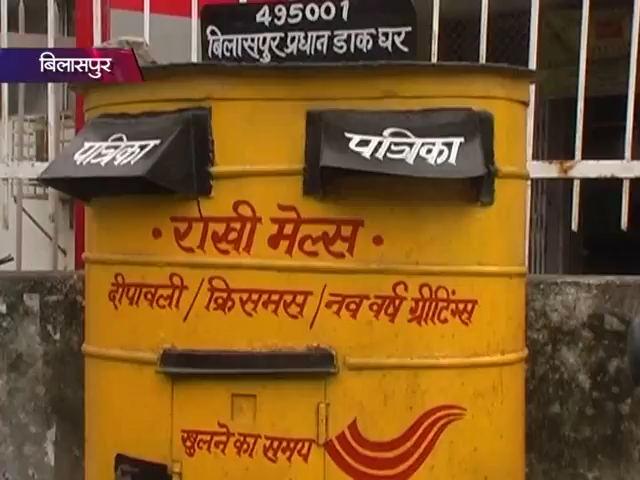 495001
बिलासपुर प्रधान डाक घर
बिलासपुर
पत्रिका
पत्रिका
• राखी मेल्स •
दीपावली / क्रिसमस / नव वर्ष ग्रीटिंग्स
खुलने का समय